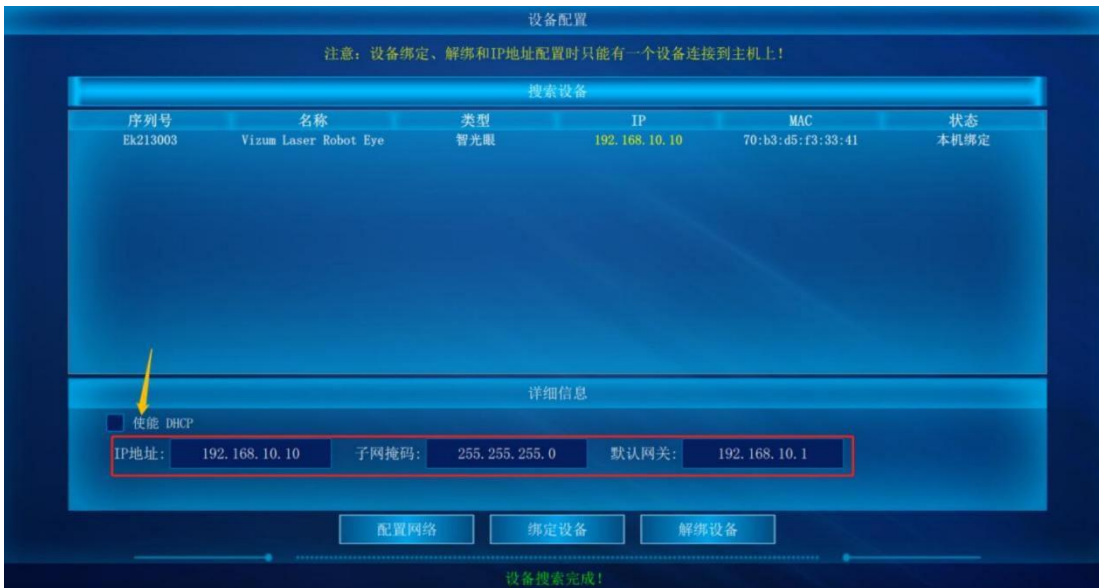 设备配置
注意：设备绑定、解绑和IP地址配置时只能有一个设备连接到主机上！
搜索设备
序列号 名称 类型 IP MAC 状态
Ek213003 Vizum Laser Robot Eye 智光眼 192.168.10.10 70:b3:d5:f3:33:41 本机绑定
详细信息
使能 DHCP
IP地址: 192.168.10.10 子网掩码: 255.255.255.0 默认网关: 192.168.10.1
配置网络 绑定设备 解绑设备
设备搜索完成！